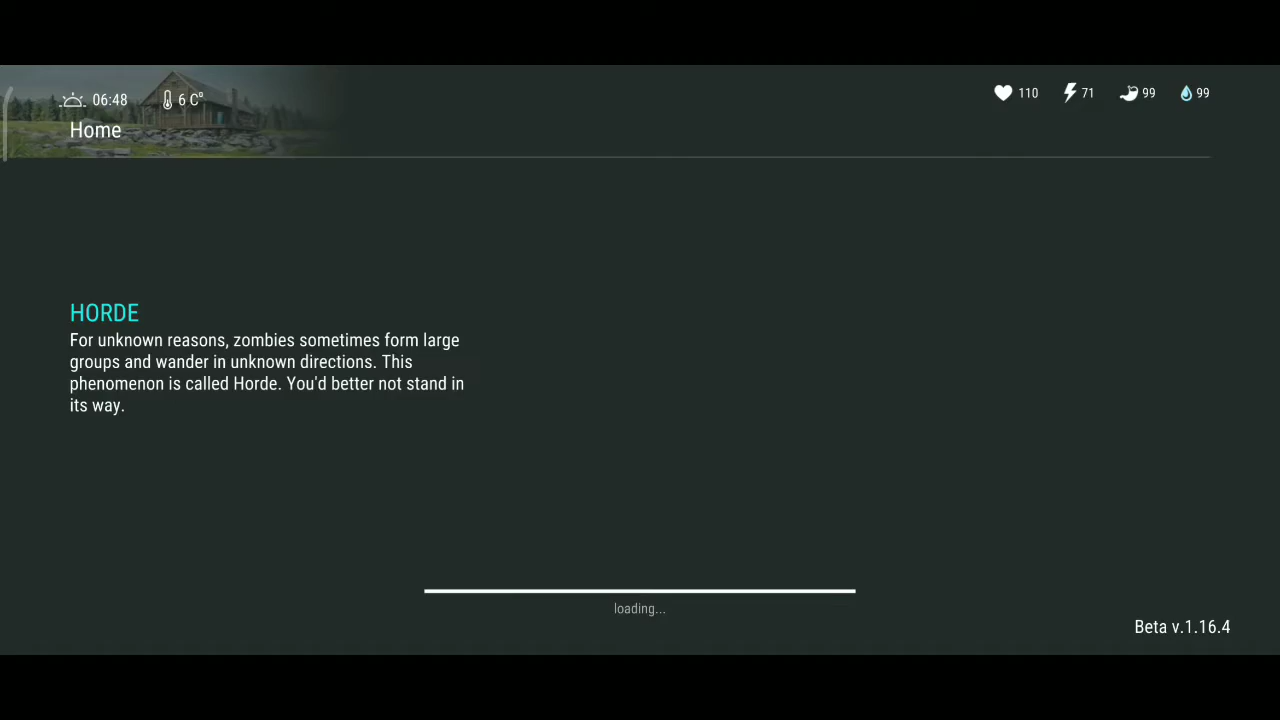 06:48 6 C° 110 71 99 99
Home
HORDE
For unknown reasons, zombies sometimes form large
groups and wander in unknown directions. This
phenomenon is called Horde. You'd better not stand in
its way.
loading...
Beta v.1.16.4